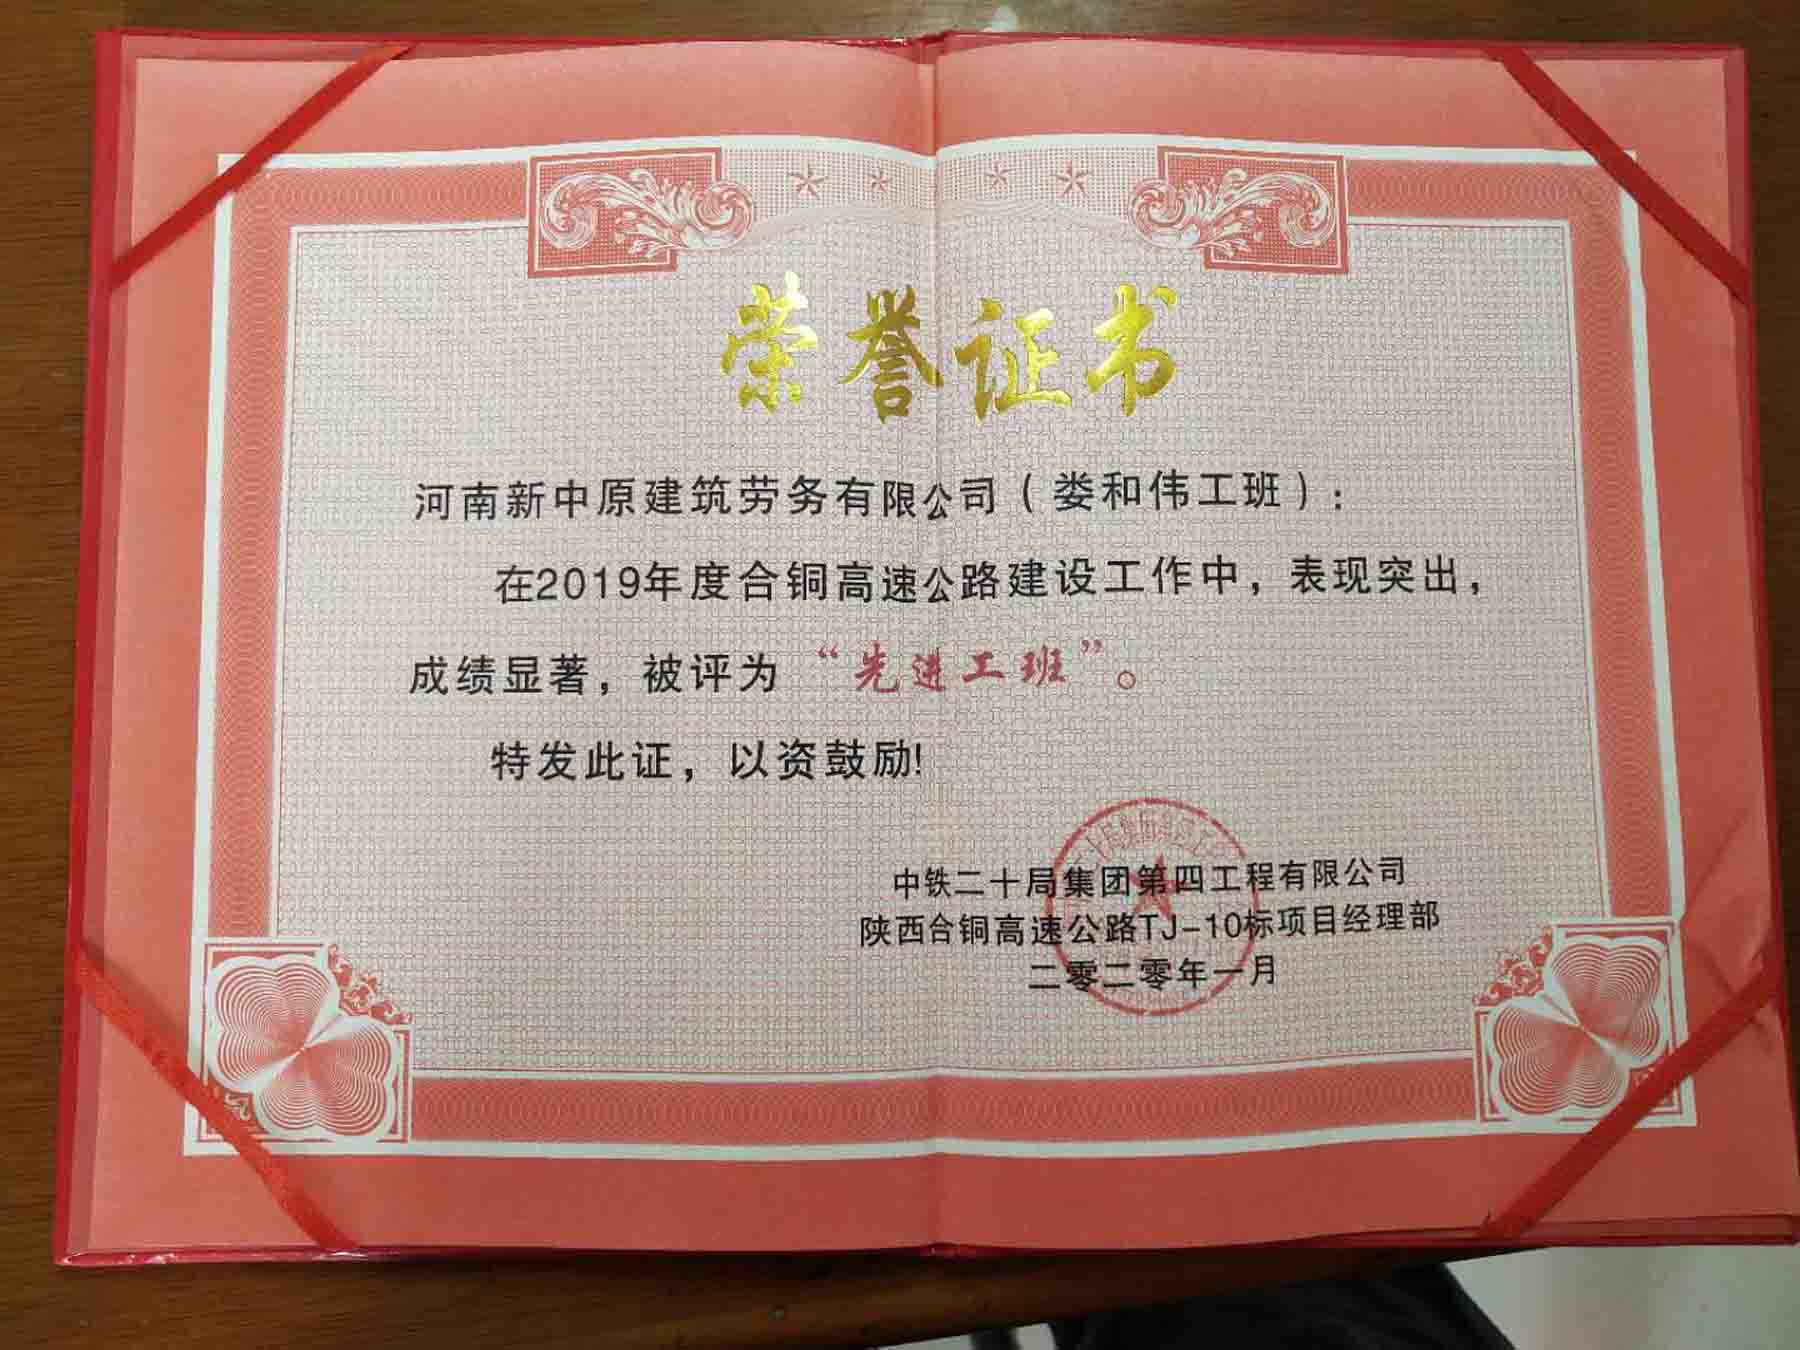 荣誉证书
河南新中原建筑劳务有限公司（娄和伟工班）：
在2019年度合铜高速公路建设工作中，表现突出，
成绩显著，被评为“先进工班”。
特发此证，以资鼓励!
中铁二十局集团第四工程有限公司
陕西合铜高速公路TJ-10标项目经理部
二零二零年一月